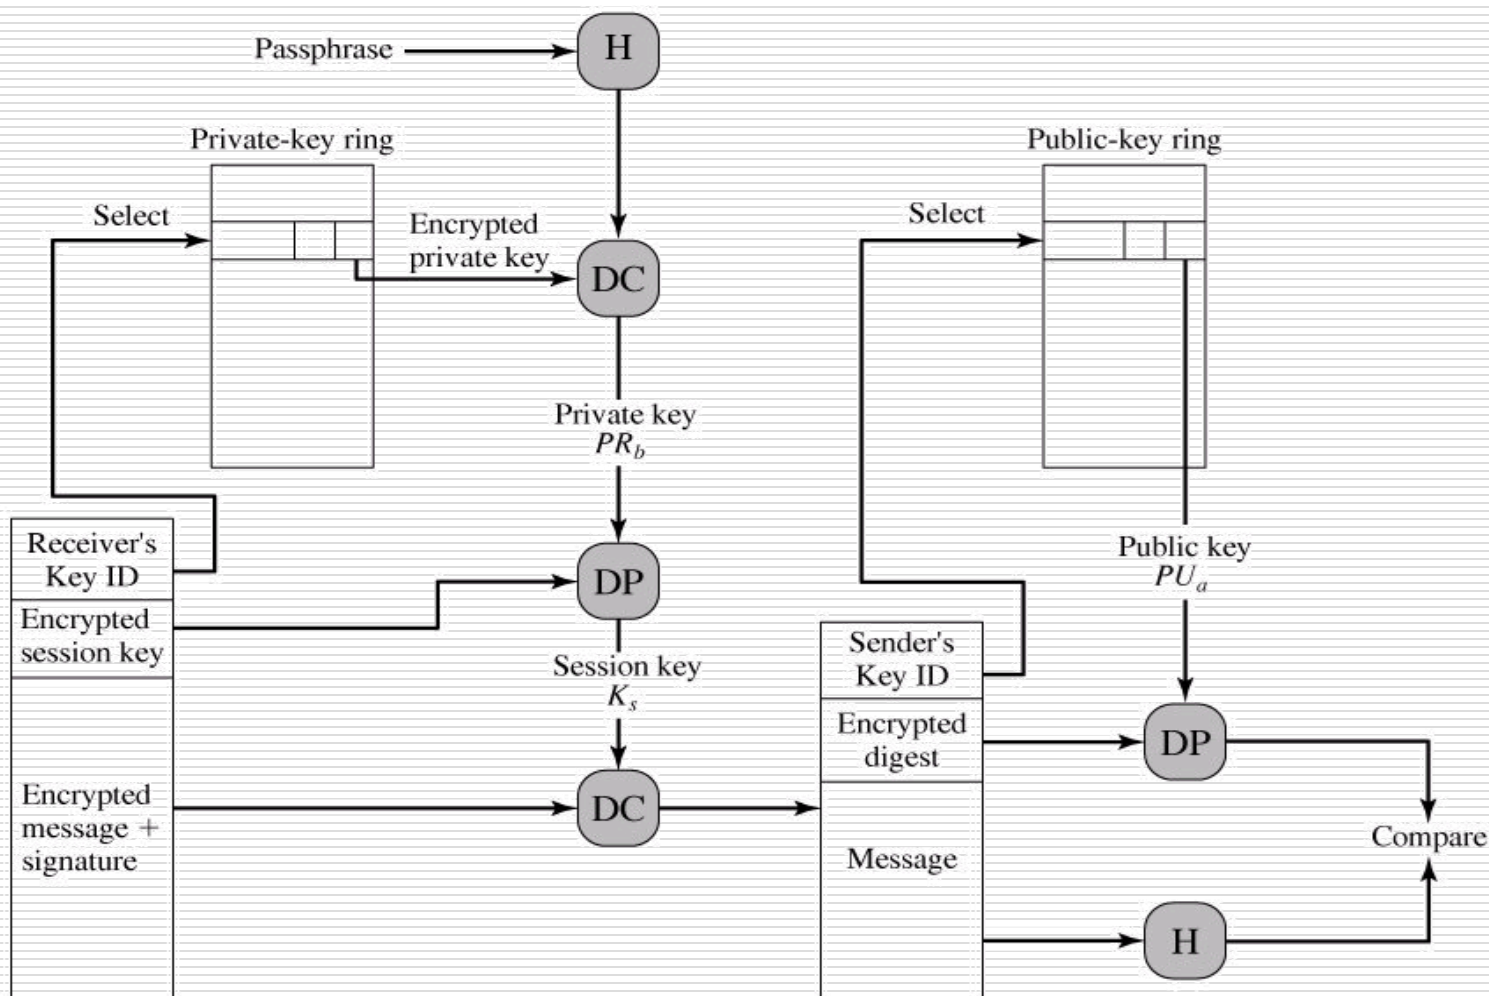 Passphrase
H
Private-key ring
Public-key ring
Select
Encrypted
private key
Select
DC
Private key
PRb
Receiver's
Key ID
Encrypted
session key
DP
Public key
PUa
Session key
Ks
Sender's
Key ID
Encrypted
digest
DP
Encrypted
message +
signature
DC
Message
Compare
H